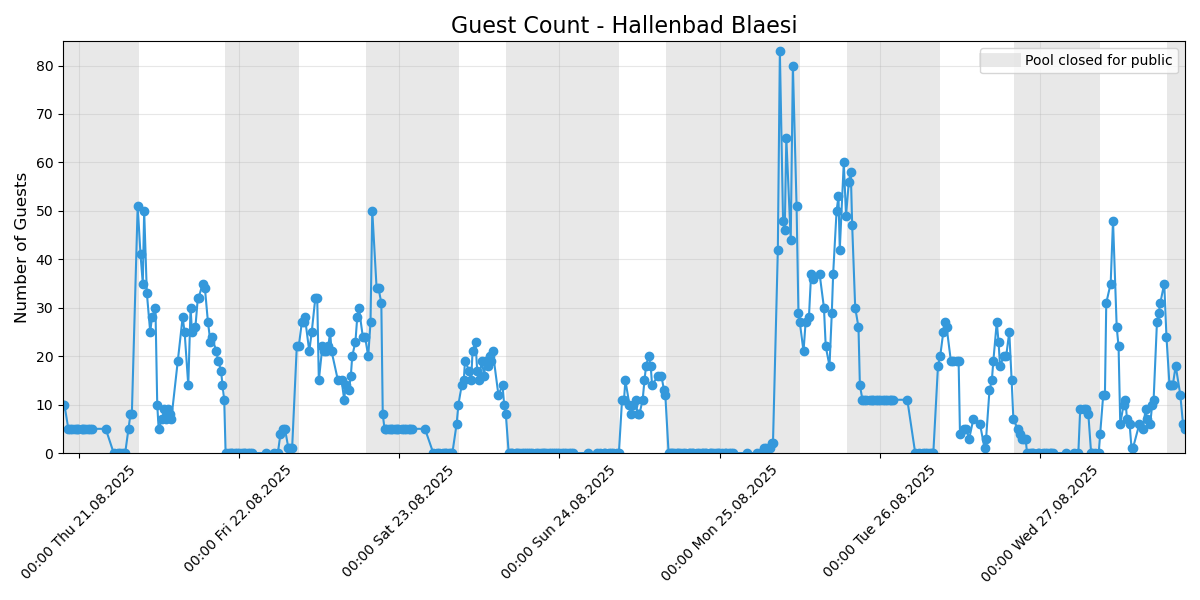 Guest Count - Hallenbad Blaesi
Pool closed for public
Number of Guests
80
70
60
50
40
30
20
10
0
00:00 Thu 21.08.2025
00:00 Fri 22.08.2025
00:00 Sat 23.08.2025
00:00 Sun 24.08.2025
00:00 Mon 25.08.2025
00:00 Tue 26.08.2025
00:00 Wed 27.08.2025